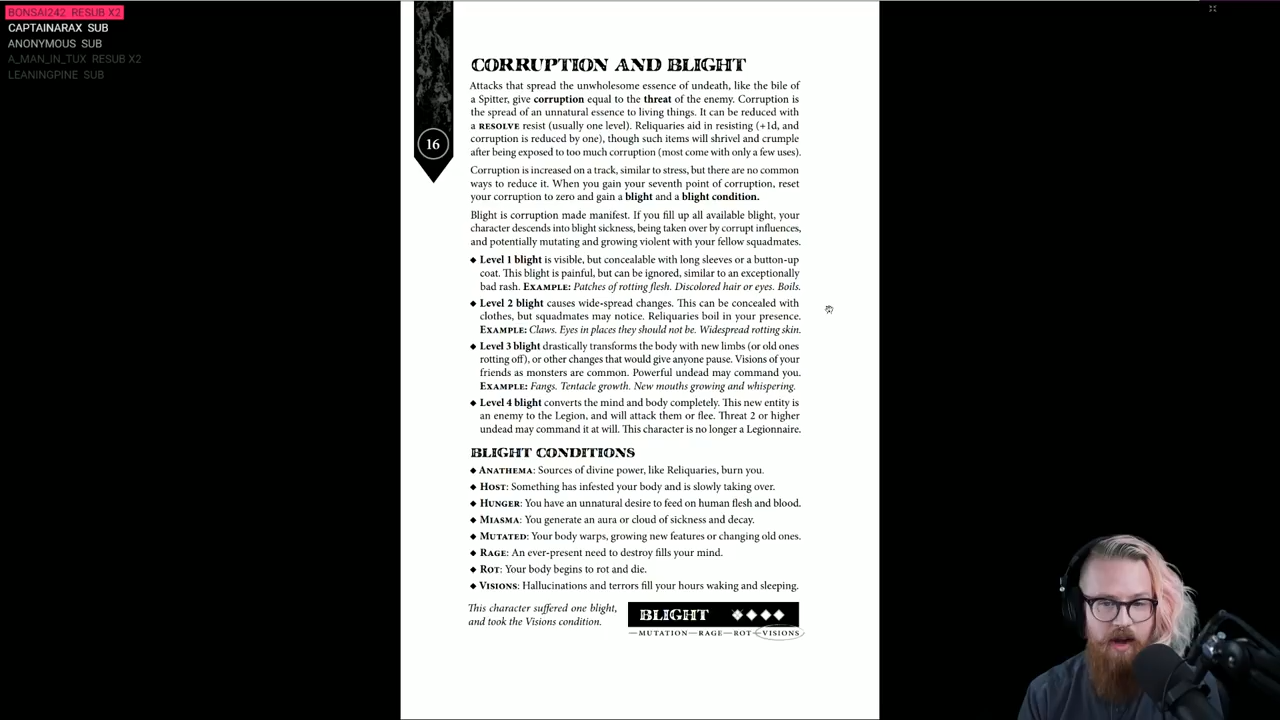 BONSAI242 RESUB X2
CAPTAINARAX SUB
ANONYMOUS SUB
A_MAN_IN_TUX RESUB X2
LEANINGPINE SUB
16
CORRUPTION AND BLIGHT
Attacks that spread the unwholesome essence of undeath, like the bile of
a Spitter, give corruption equal to the threat of the enemy. Corruption is
the spread of an unnatural essence to living things. It can be reduced with
a RESOLVE resist (usually one level). Reliquaries aid in resisting (+1d, and
corruption is reduced by one), though such items will shrivel and crumple
after being exposed to too much corruption (most come with only a few uses).
Corruption is increased on a track, similar to stress, but there are no common
ways to reduce it. When you gain your seventh point of corruption, reset
your corruption to zero and gain a blight and a blight condition.
Blight is corruption made manifest. If you fill up all available blight, your
character descends into blight sickness, being taken over by corrupt influences,
and potentially mutating and growing violent with your fellow squadmates.
◆ Level 1 blight is visible, but concealable with long sleeves or a button-up
coat. This blight is painful, but can be ignored, similar to an exceptionally
bad rash. EXAMPLE: Patches of rotting flesh. Discolored hair or eyes. Boils.
◆ Level 2 blight causes wide-spread changes. This can be concealed with
clothes, but squadmates may notice. Reliquaries boil in your presence.
EXAMPLE: Claws. Eyes in places they should not be. Widespread rotting skin.
◆ Level 3 blight drastically transforms the body with new limbs (or old ones
rotting off), or other changes that would give anyone pause. Visions of your
friends as monsters are common. Powerful undead may command you.
EXAMPLE: Fangs. Tentacle growth. New mouths growing and whispering.
◆ Level 4 blight converts the mind and body completely. This new entity is
an enemy to the Legion, and will attack them or flee. Threat 2 or higher
undead may command it at will. This character is no longer a Legionnaire.
BLIGHT CONDITIONS
◆ ANATHEMA: Sources of divine power, like Reliquaries, burn you.
◆ HOST: Something has infested your body and is slowly taking over.
◆ HUNGER: You have an unnatural desire to feed on human flesh and blood.
◆ MIASMA: You generate an aura or cloud of sickness and decay.
◆ MUTATED: Your body warps, growing new features or changing old ones.
◆ RAGE: An ever-present need to destroy fills your mind.
◆ ROT: Your body begins to rot and die.
◆ VISIONS: Hallucinations and terrors fill your hours waking and sleeping.
This character suffered one blight,
and took the Visions condition.
BLIGHT
—MUTATION—RAGE—ROT—VISIONS